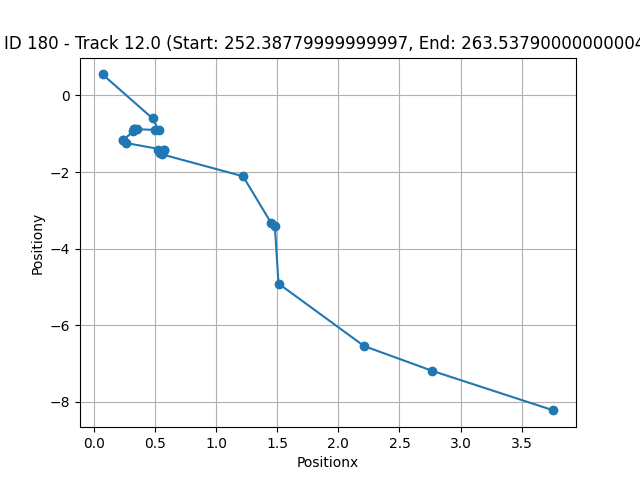 ID 180 - Track 12.0 (Start: 252.38779999999997, End: 263.53790000000004
0
−2
−4
−6
−8
Positiony
0.0 0.5 1.0 1.5 2.0 2.5 3.0 3.5
Positionx